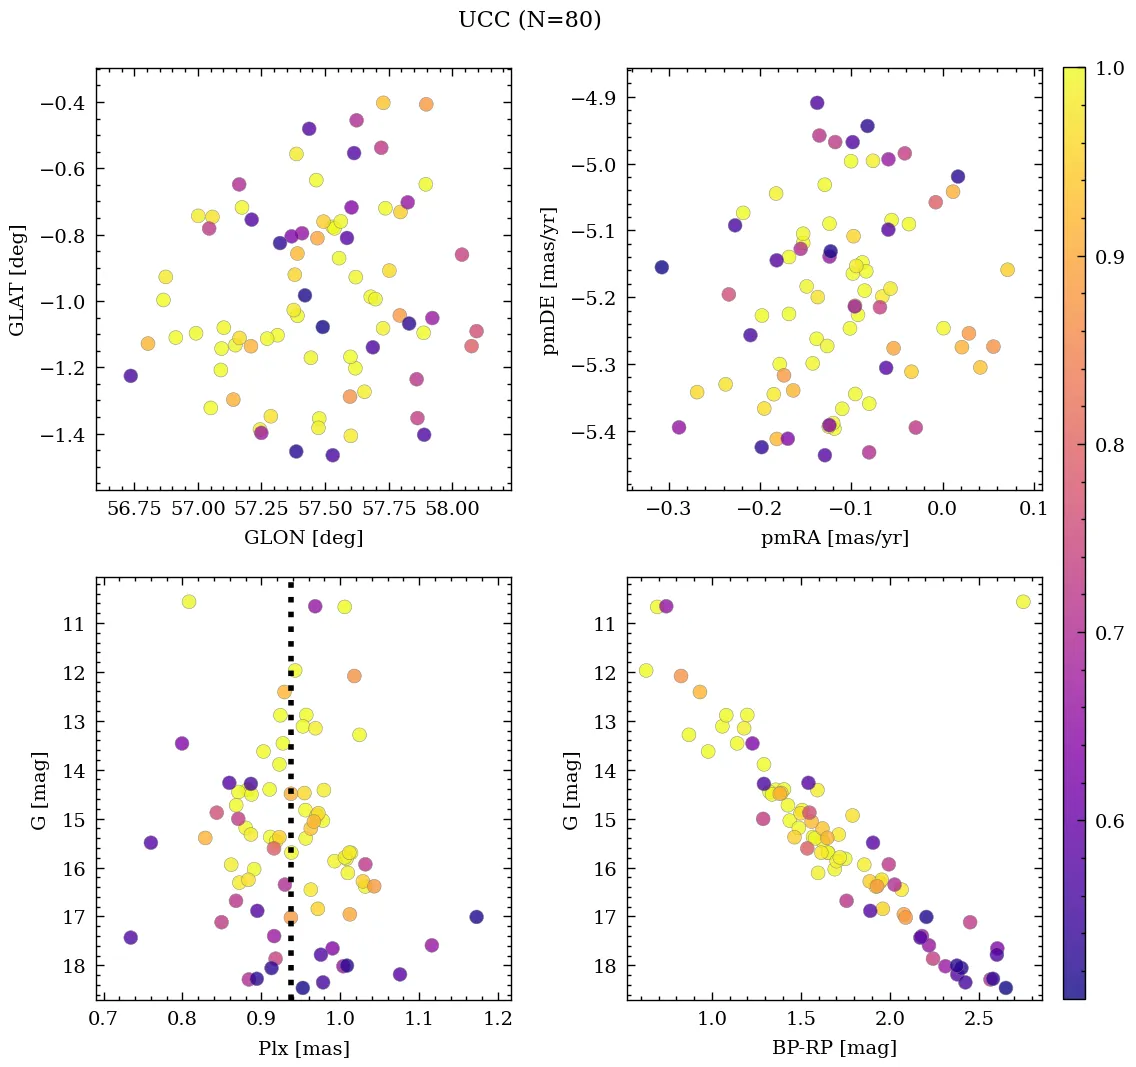 UCC (N=80)
−0.4
−0.6
−0.8
−1.0
−1.2
−1.4
GLAT [deg]
56.75 57.00 57.25 57.50 57.75 58.00
GLON [deg]
−4.9
−5.0
−5.1
−5.2
−5.3
−5.4
pmDE [mas/yr]
−0.3 −0.2 −0.1 0.0 0.1
pmRA [mas/yr]
1.0
0.9
0.8
0.7
0.6
11
12
13
14
15
16
17
18
G [mag]
0.7 0.8 0.9 1.0 1.1 1.2
Plx [mas]
11
12
13
14
15
16
17
18
G [mag]
1.0 1.5 2.0 2.5
BP-RP [mag]